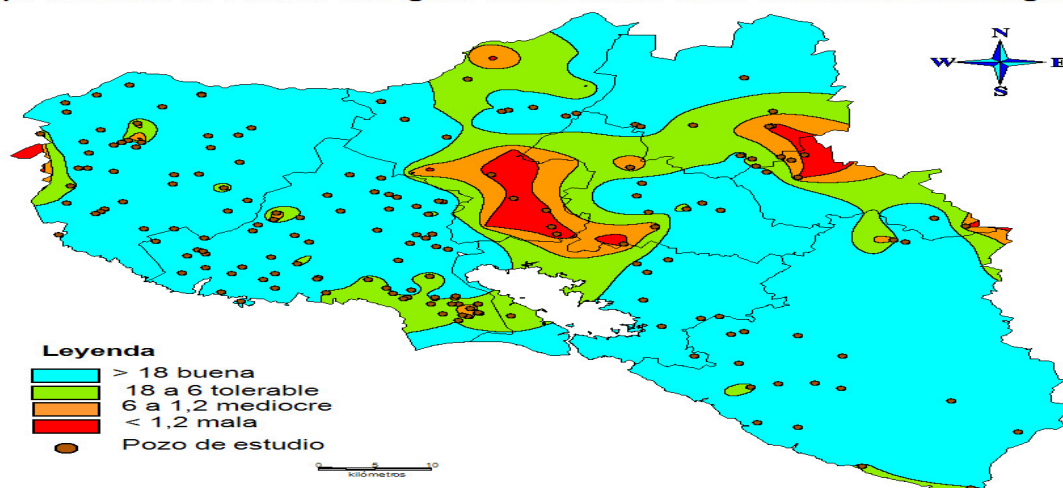 N
W E
S
Leyenda
> 18 buena
18 a 6 tolerable
6 a 1,2 mediocre
< 1,2 mala
Pozo de estudio
0 5 10
kilómetros